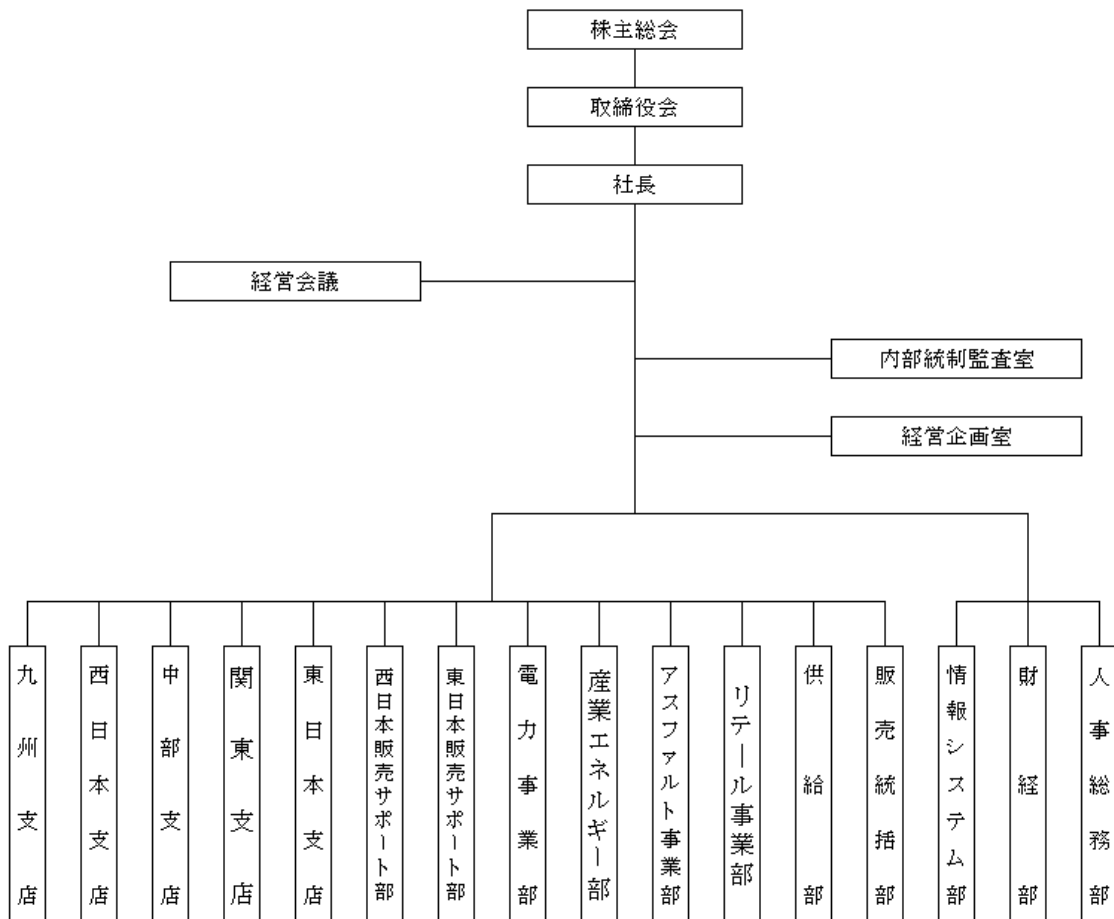 株主総会
取締役会
社長
経営会議
内部統制監査室
経営企画室
九州支店
西日本支店
中部支店
関東支店
東日本支店
西日本販売サポート部
東日本販売サポート部
電力事業部
産業エネルギー部
アスファルト事業部
リテール事業部
供給部
販売統括部
情報システム部
財経部
人事総務部